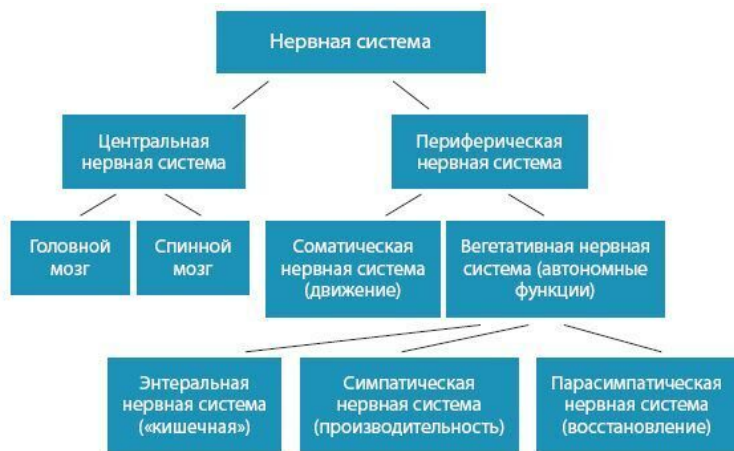 Нервная система
Центральная
нервная система
Периферическая
нервная система
Головной
мозг
Спинной
мозг
Соматическая
нервная система
(движение)
Вегетативная нервная
система (автономные
функции)
Энтеральная
нервная система
(«кишечная»)
Симпатическая
нервная система
(производительность)
Парасимпатическая
нервная система
(восстановление)